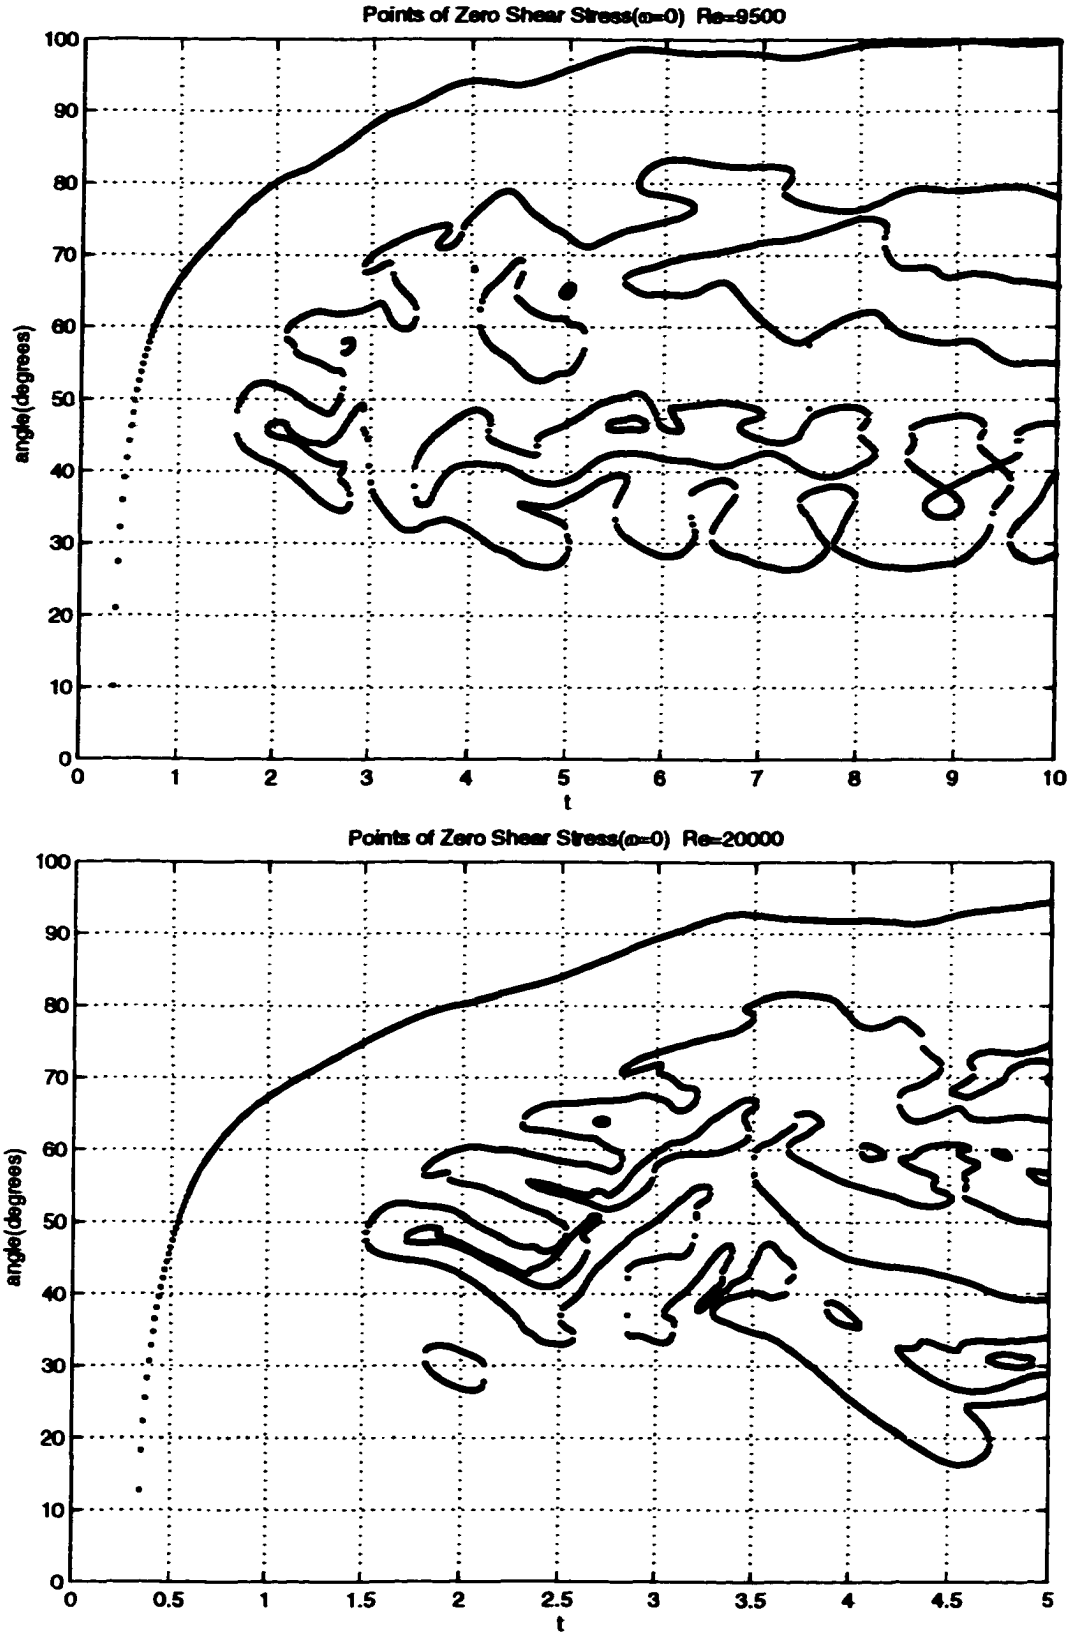 Points of Zero Shear Stress(ω=0) Re=9500
100
90
80
70
60
50
40
30
20
10
0
angle(degrees)
0 1 2 3 4 5 6 7 8 9 10
t
Points of Zero Shear Stress(ω=0) Re=20000
100
90
80
70
60
50
40
30
20
10
0
angle(degrees)
0 0.5 1 1.5 2 2.5 3 3.5 4 4.5 5
t